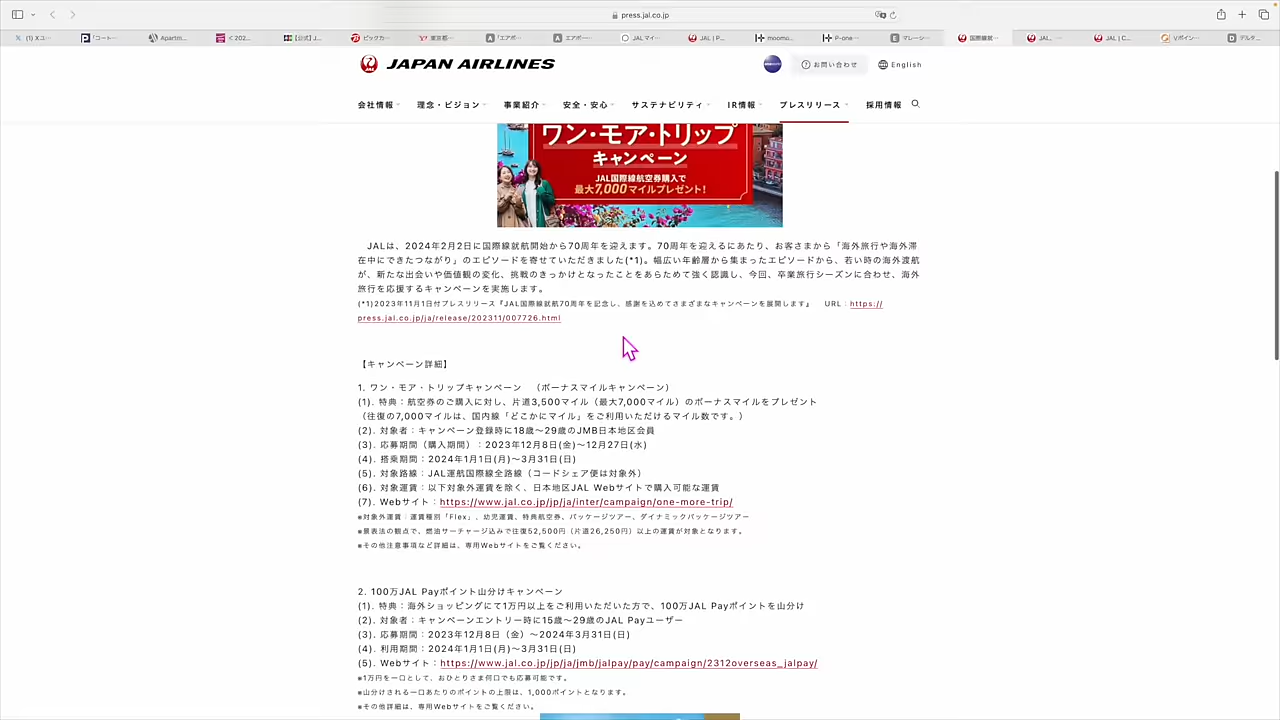 press.jal.co.jp
(1) Xユ…
「コート…
Apartm…
< 202…
【公式】J…
ビックカ…
東京都…
「エアポ…
エアポー…
JALマイ…
JAL | P…
moomo…
P-one…
マレーシ…
国際線就…
JAL…
JAL | C…
Vポイン…
デルタ…
JAPAN AIRLINES
お問い合わせ
English
会社情報
理念・ビジョン
事業紹介
安全・安心
サステナビリティ
IR情報
プレスリリース
採用情報
ワン・モア・トリップ
キャンペーン
JAL国際線航空券購入で
最大7,000マイルプレゼント!
JALは、2024年2月2日に国際線就航開始から70周年を迎えます。70周年を迎えるにあたり、お客さまから「海外旅行や海外滞
在中にできたつながり」のエピソードを寄せていただきました(*1)。幅広い年齢層から集まったエピソードから、若い時の海外渡航
が、新たな出会いや価値観の変化、挑戦のきっかけとなったことをあらためて強く認識し、今回、卒業旅行シーズンに合わせ、海外
旅行を応援するキャンペーンを実施します。
(*1)2023年11月1日付プレスリリース『JAL国際線就航70周年を記念し、感謝を込めてさまざまなキャンペーンを展開します』 URL：https://
press.jal.co.jp/ja/release/202311/007726.html
【キャンペーン詳細】
1. ワン・モア・トリップキャンペーン （ボーナスマイルキャンペーン）
(1). 特典：航空券のご購入に対し、片道3,500マイル（最大7,000マイル）のボーナスマイルをプレゼント
（往復の7,000マイルは、国内線「どこかにマイル」をご利用いただけるマイル数です。）
(2). 対象者：キャンペーン登録時に18歳～29歳のJMB日本地区会員
(3). 応募期間（購入期間）：2023年12月8日(金)～12月27日(水)
(4). 搭乗期間：2024年1月1日(月)～3月31日(日)
(5). 対象路線：JAL運航国際線全路線（コードシェア便は対象外）
(6). 対象運賃：以下対象外運賃を除く、日本地区JAL Webサイトで購入可能な運賃
(7). Webサイト：https://www.jal.co.jp/jp/ja/inter/campaign/one-more-trip/
※対象外運賃：運賃種別「Flex」、幼児運賃、特典航空券、パッケージツアー、ダイナミックパッケージツアー
※景表法の観点で、燃油サーチャージ込みで往復52,500円（片道26,250円）以上の運賃が対象となります。
※その他注意事項など詳細は、専用Webサイトをご覧ください。
2. 100万JAL Payポイント山分けキャンペーン
(1). 特典：海外ショッピングにて1万円以上をご利用いただいた方で、100万JAL Payポイントを山分け
(2). 対象者：キャンペーンエントリー時に15歳～29歳のJAL Payユーザー
(3). 応募期間：2023年12月8日（金）～2024年3月31日(日)
(4). 利用期間：2024年1月1日(月)～3月31日(日)
(5). Webサイト：https://www.jal.co.jp/jp/ja/jmb/jalpay/pay/campaign/2312overseas_jalpay/
※1万円を一口として、おひとりさま何口でも応募可能です。
※山分けされる一口あたりのポイントの上限は、1,000ポイントとなります。
※その他詳細は、専用Webサイトをご覧ください。